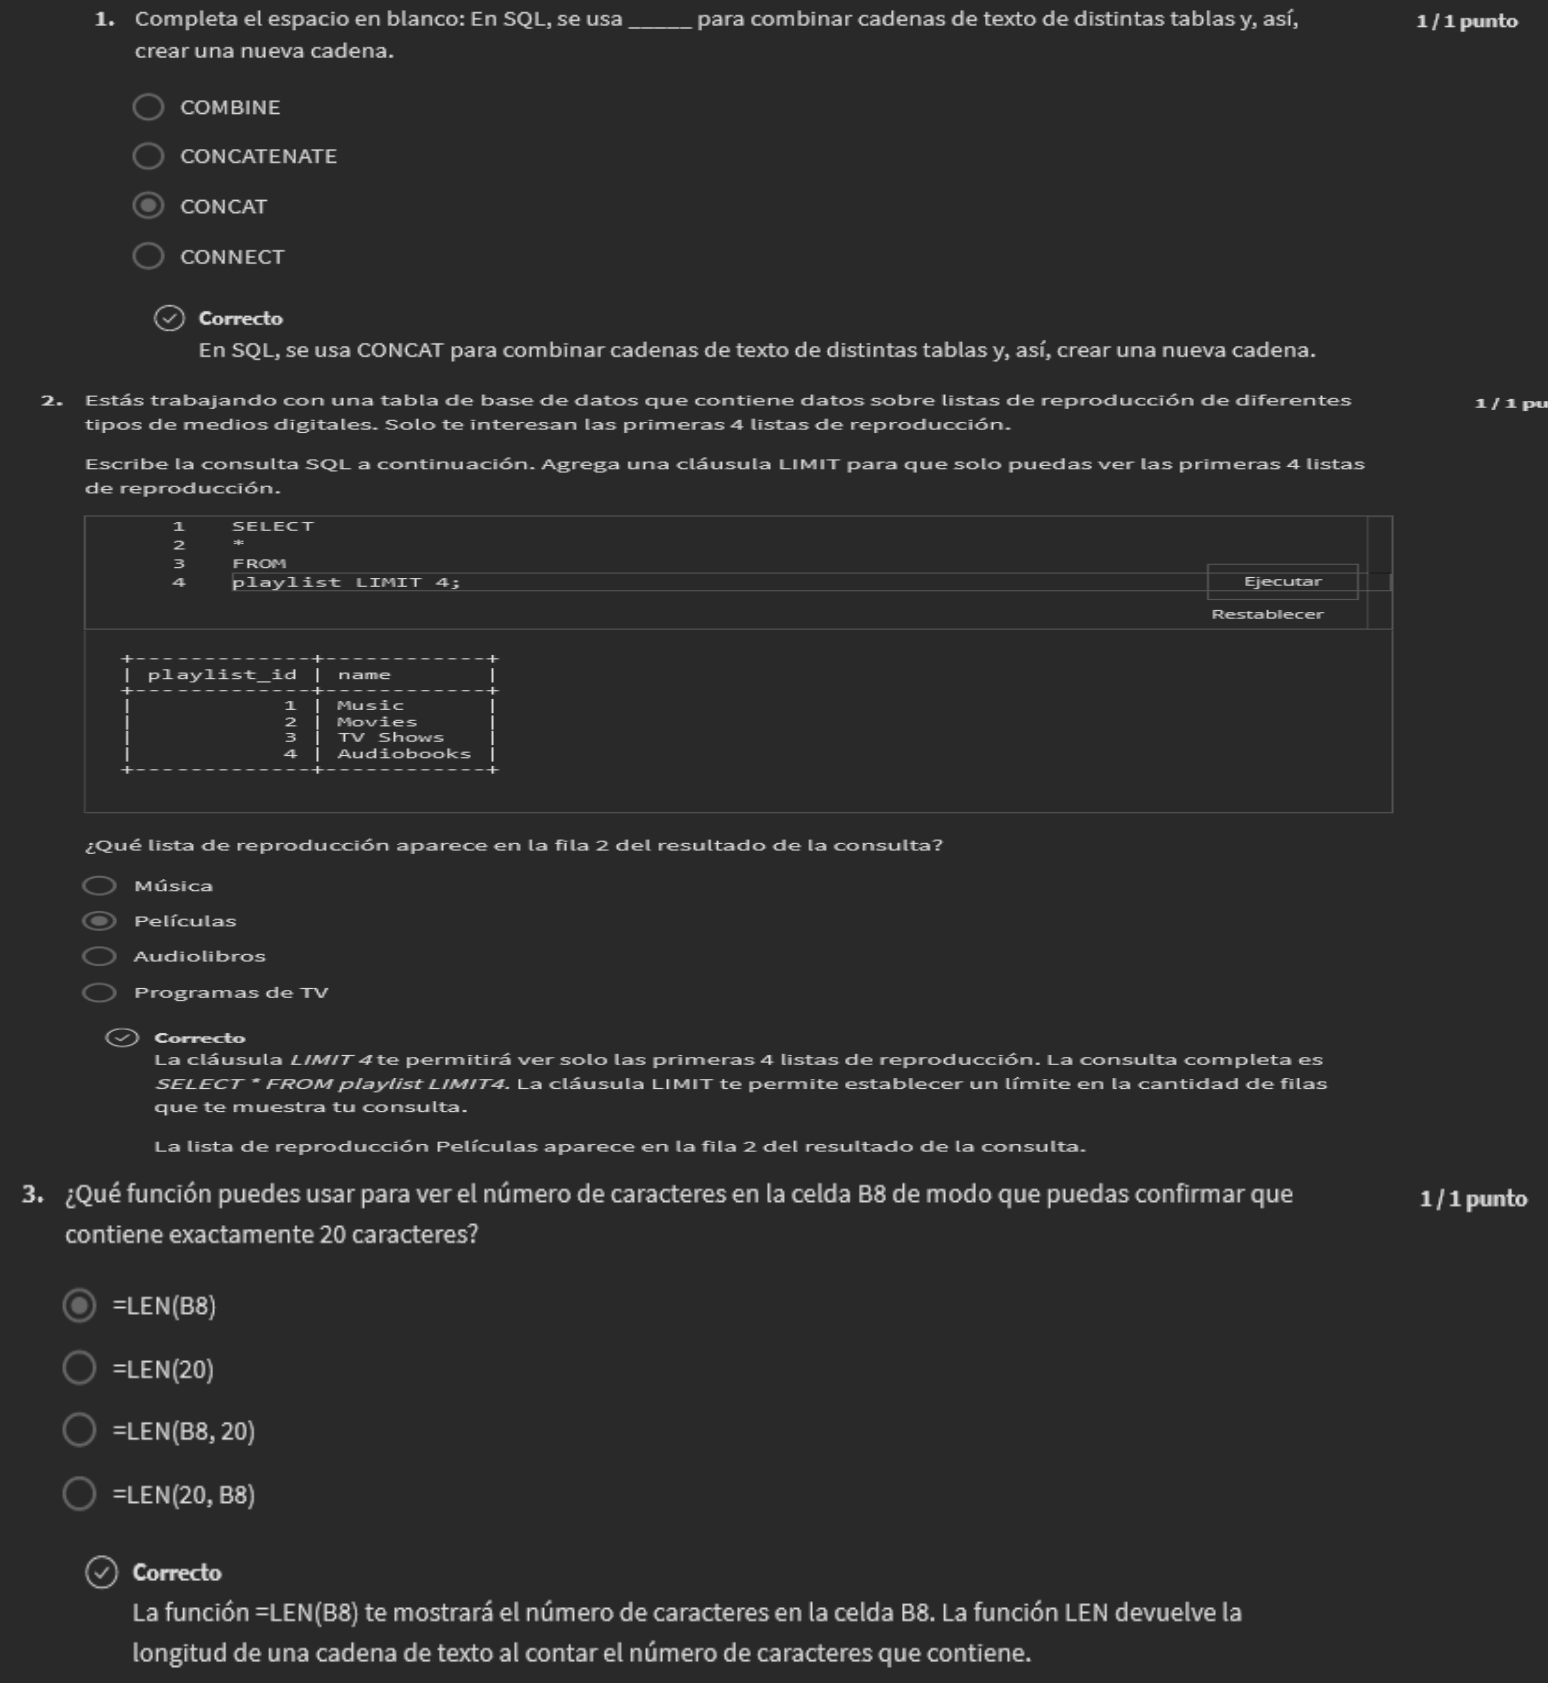 1. Completa el espacio en blanco: En SQL, se usa _____ para combinar cadenas de texto de distintas tablas y, así, 1 / 1 punto
crear una nueva cadena.
COMBINE
CONCATENATE
CONCAT
CONNECT
Correcto
En SQL, se usa CONCAT para combinar cadenas de texto de distintas tablas y, así, crear una nueva cadena.
2. Estás trabajando con una tabla de base de datos que contiene datos sobre listas de reproducción de diferentes 1 / 1 pu
tipos de medios digitales. Solo te interesan las primeras 4 listas de reproducción.
Escribe la consulta SQL a continuación. Agrega una cláusula LIMIT para que solo puedas ver las primeras 4 listas
de reproducción.
1 SELECT
2 *
3 FROM
4 playlist LIMIT 4; Ejecutar
Restablecer
+-------------+------------+
| playlist_id | name |
+-------------+------------+
| 1 | Music |
| 2 | Movies |
| 3 | TV Shows |
| 4 | Audiobooks |
+-------------+------------+
¿Qué lista de reproducción aparece en la fila 2 del resultado de la consulta?
Música
Películas
Audiolibros
Programas de TV
Correcto
La cláusula LIMIT 4 te permitirá ver solo las primeras 4 listas de reproducción. La consulta completa es
SELECT * FROM playlist LIMIT4. La cláusula LIMIT te permite establecer un límite en la cantidad de filas
que te muestra tu consulta.
La lista de reproducción Películas aparece en la fila 2 del resultado de la consulta.
3. ¿Qué función puedes usar para ver el número de caracteres en la celda B8 de modo que puedas confirmar que 1 / 1 punto
contiene exactamente 20 caracteres?
=LEN(B8)
=LEN(20)
=LEN(B8, 20)
=LEN(20, B8)
Correcto
La función =LEN(B8) te mostrará el número de caracteres en la celda B8. La función LEN devuelve la
longitud de una cadena de texto al contar el número de caracteres que contiene.